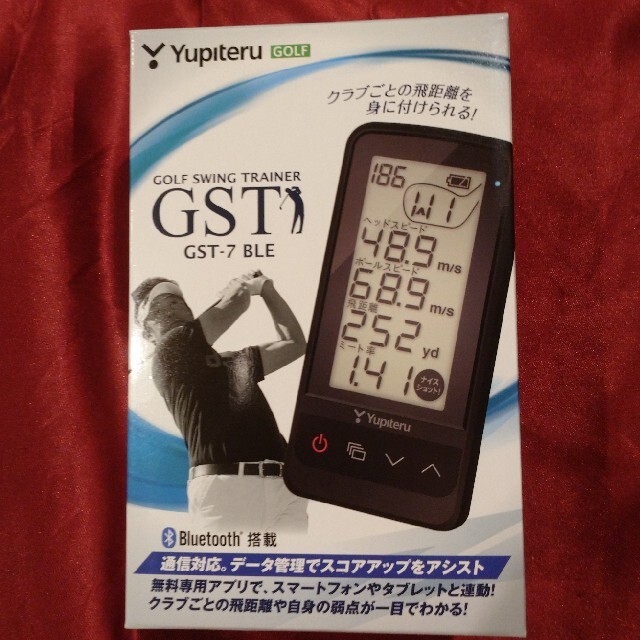 Yupiteru GOLF
クラブごとの飛距離を
身に付けられる!
GOLF SWING TRAINER
GST
GST-7 BLE
186
W1
ヘッドスピード
48.9 m/s
ボールスピード
68.9 m/s
飛距離
252 yd
ミート率
1.41
ナイス
ショット!
Yupiteru
Bluetooth® 搭載
通信対応。データ管理でスコアアップをアシスト
無料専用アプリで、スマートフォンやタブレットと連動!
クラブごとの飛距離や自身の弱点が一目でわかる!